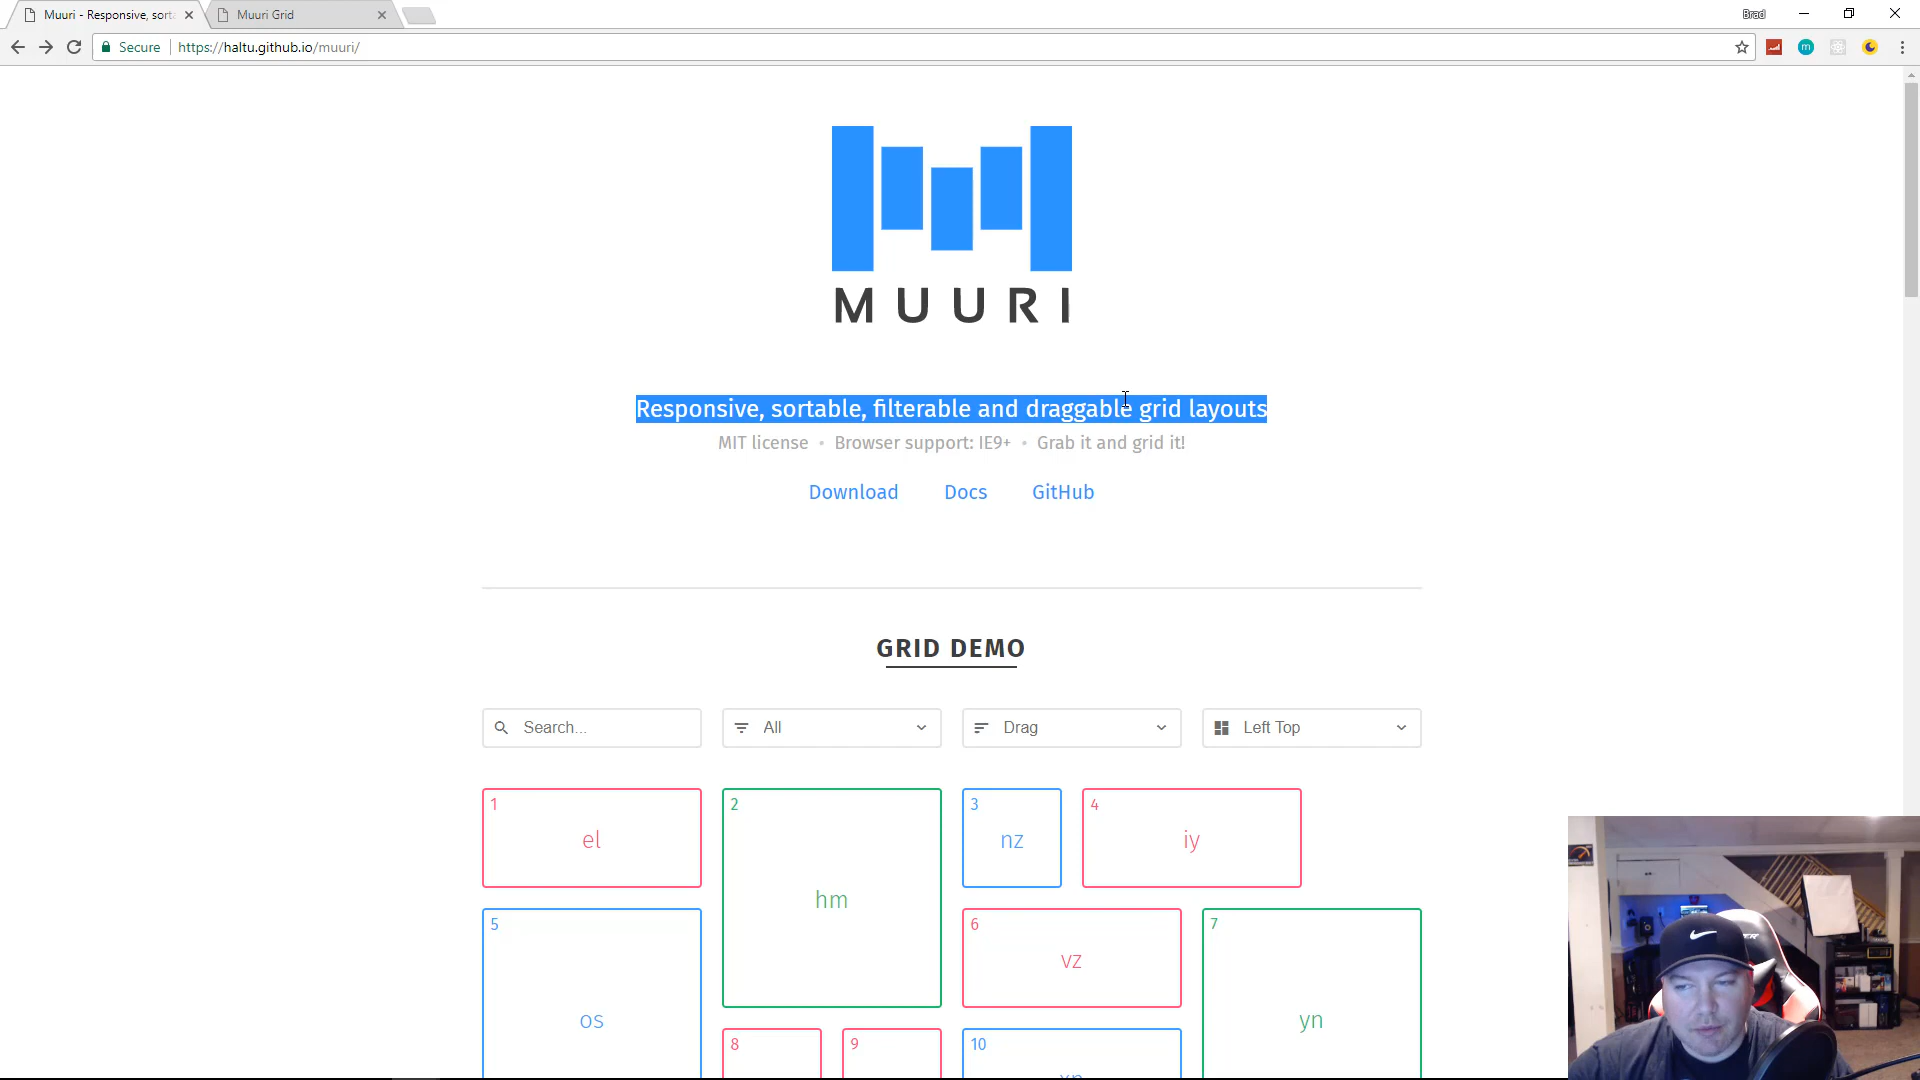 Muuri - Responsive, sort
Muuri Grid
Brad
Secure
https://haltu.github.io/muuri/
m
MUURI
Responsive, sortable, filterable and draggable grid layouts
MIT license • Browser support: IE9+ • Grab it and grid it!
Download Docs GitHub
GRID DEMO
Search...
All
Drag
Left Top
1
el
2
hm
3
nz
4
iy
5
os
6
vz
7
yn
8
9
10